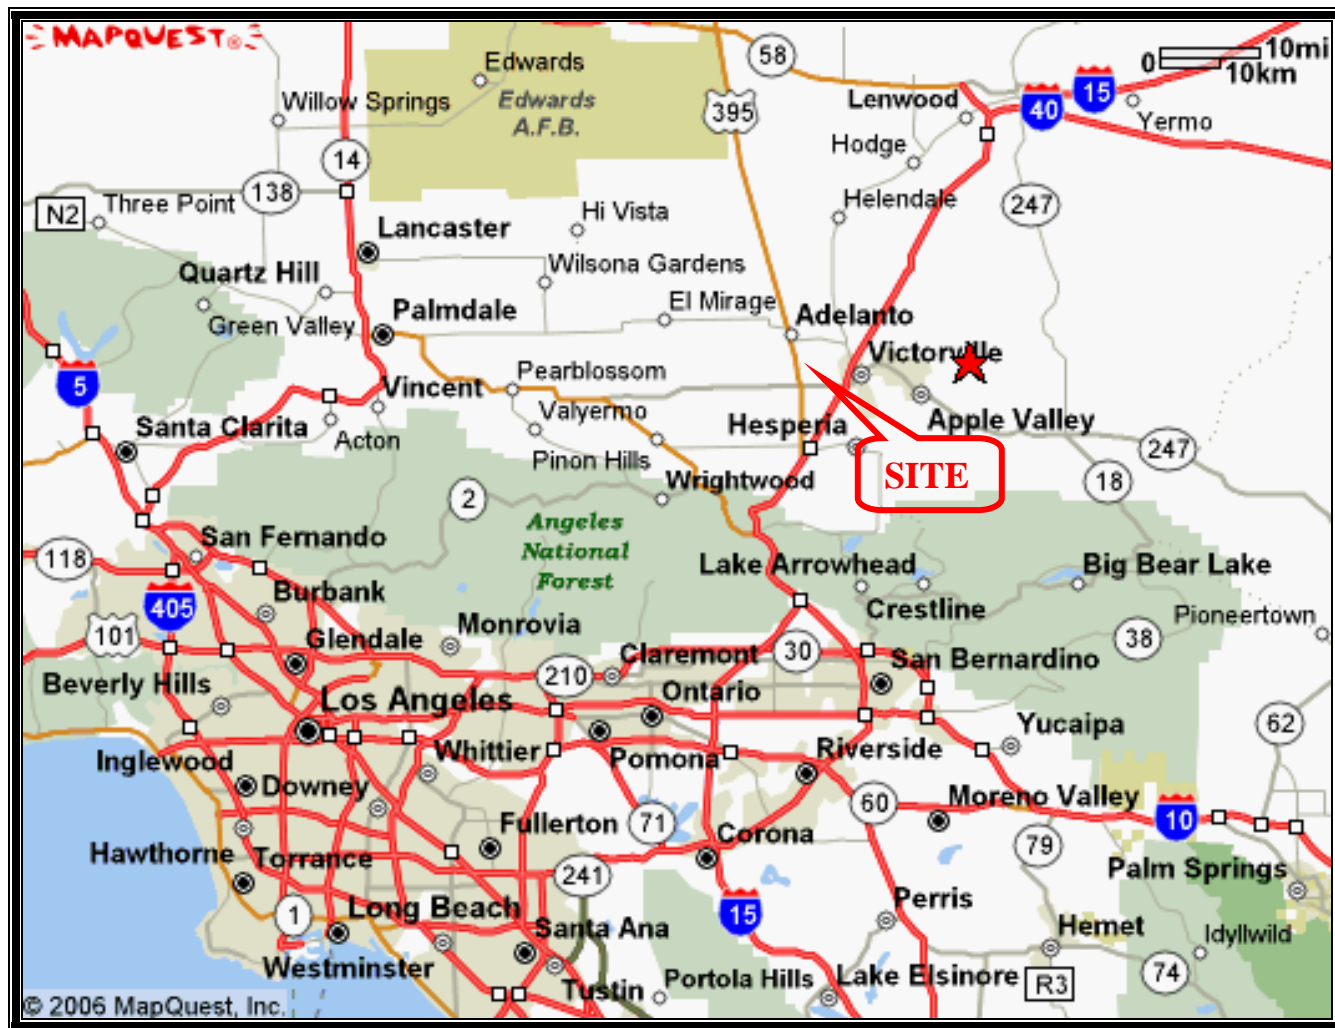 MAPQUEST
58
0
10mi
10km
Edwards
Willow Springs
Edwards
A.F.B.
395
Lenwood
40
15
Yermo
Hodge
14
138
N2
Three Point
Hi Vista
Helendale
247
Lancaster
Quartz Hill
Wilsona Gardens
El Mirage
Palmdale
Green Valley
Adelanto
Victorville
5
Vincent
Pearblossom
Valyermo
Santa Clarita
Acton
Hesperia
Apple Valley
247
Pinon Hills
SITE
Wrightwood
18
2
Angeles
National
Forest
San Fernando
118
Lake Arrowhead
Big Bear Lake
Burbank
405
Crestline
Pioneertown
101
Glendale
Monrovia
38
Claremont
30
San Bernardino
210
Beverly Hills
Los Angeles
Ontario
62
Yucaipa
Whittier
Pomona
Riverside
Inglewood
Downey
60
Moreno Valley
10
Fullerton
71
Corona
79
Hawthorne
Torrance
Palm Springs
241
1
Long Beach
15
Perris
Santa Ana
Hemet
Idyllwild
Westminster
Portola Hills
Lake Elsinore
R3
74
Tustin
© 2006 MapQuest, Inc.